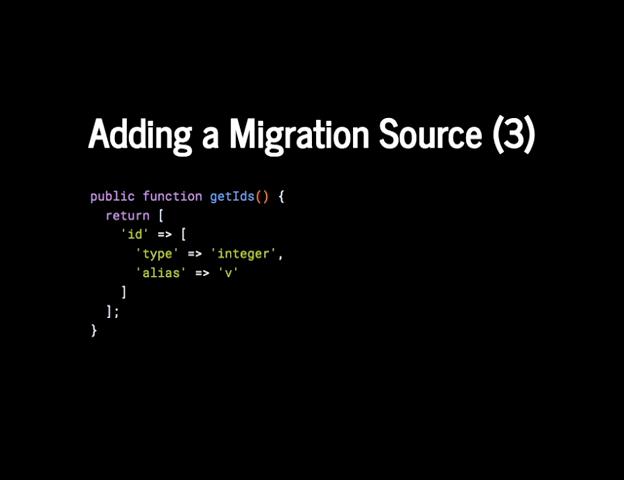 Adding a Migration Source (3)
public function getIds() {
  return [
    'id' => [
      'type' => 'integer',
      'alias' => 'v'
    ]
  ];
}